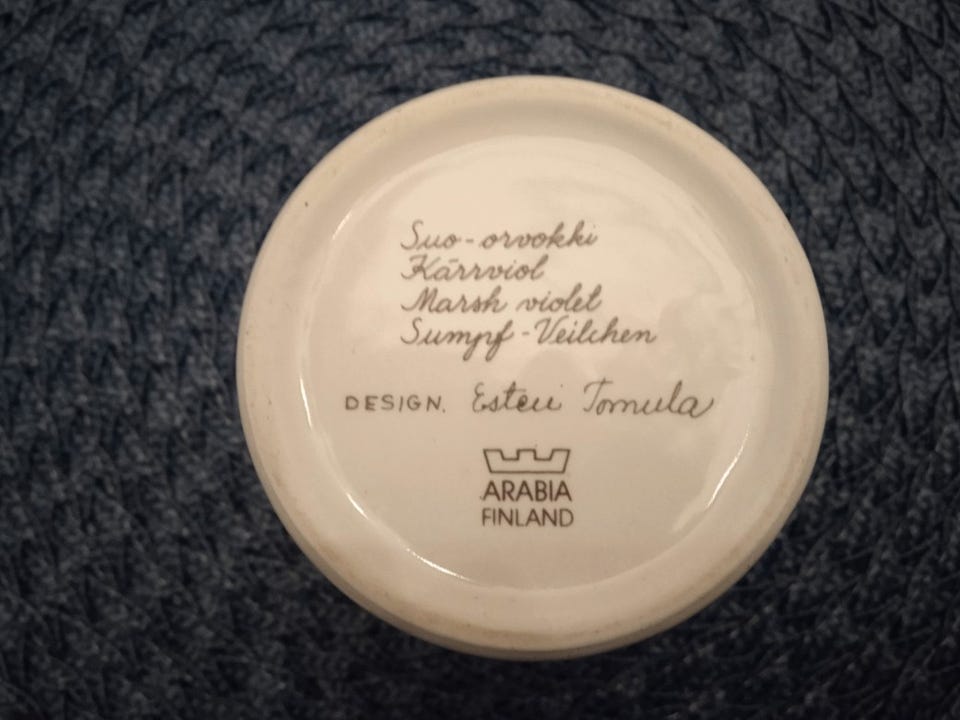 Suo-orvokki
Kärrviol
Marsh violet
Sumpf-Veilchen
DESIGN. Esteri Tomula
ARABIA
FINLAND